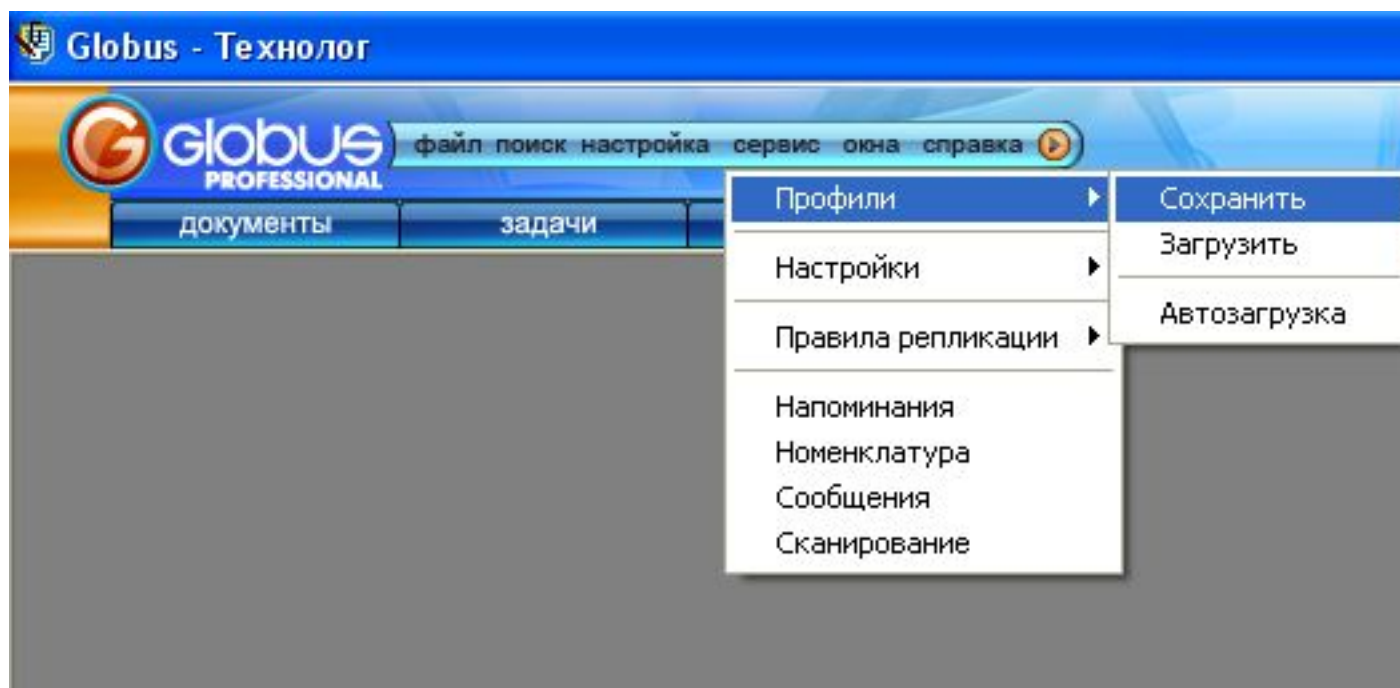 Globus - Технолог
GLOBUS
PROFESSIONAL
файл поиск настройка сервис окна справка
документы задачи
Профили
Настройки
Правила репликации
Напоминания
Номенклатура
Сообщения
Сканирование
Сохранить
Загрузить
Автозагрузка